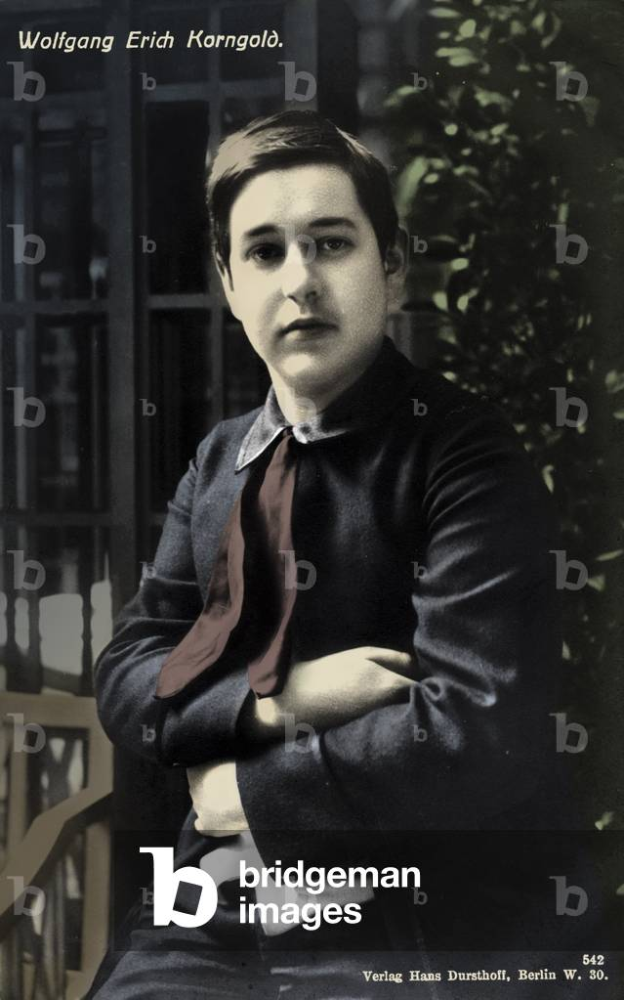 Wolfgang Erich Korngold.
b bridgeman
images
542
Verlag Hans Dursthoff, Berlin W. 30.